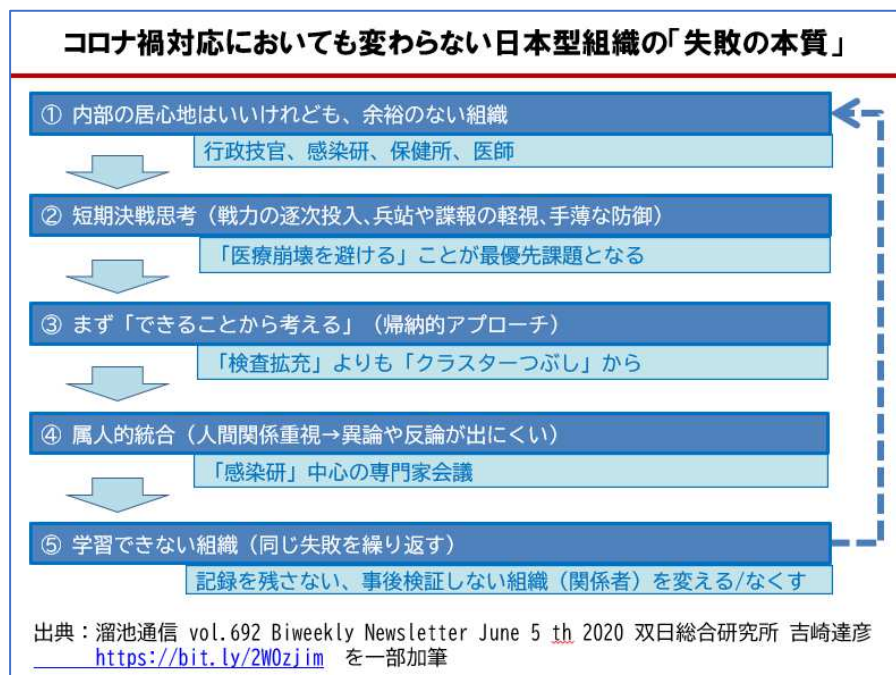 コロナ禍対応においても変わらない日本型組織の「失敗の本質」
① 内部の居心地はいいけれども、余裕のない組織
行政技官、感染研、保健所、医師
② 短期決戦思考（戦力の逐次投入、兵站や諜報の軽視、手薄な防御）
「医療崩壊を避ける」ことが最優先課題となる
③ まず「できることから考える」（帰納的アプローチ）
「検査拡充」よりも「クラスターつぶし」から
④ 属人的統合（人間関係重視→異論や反論が出にくい）
「感染研」中心の専門家会議
⑤ 学習できない組織（同じ失敗を繰り返す）
記録を残さない、事後検証しない組織（関係者）を変える/なくす
出典：溜池通信 vol.692 Biweekly Newsletter June 5 th 2020 双日総合研究所 吉崎達彦
https://bit.ly/2WOzjim を一部加筆